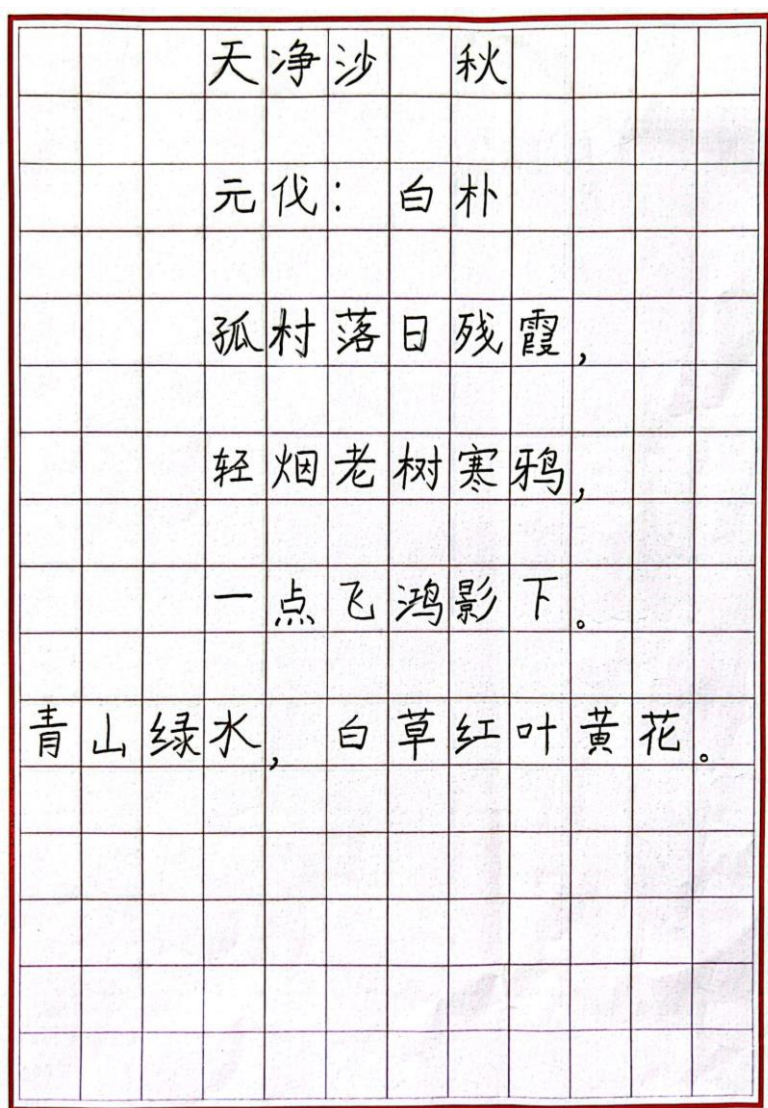 天净沙 秋
元伐：白朴
孤村落日残霞，
轻烟老树寒鸦，
一点飞鸿影下。
青山绿水，白草红叶黄花。